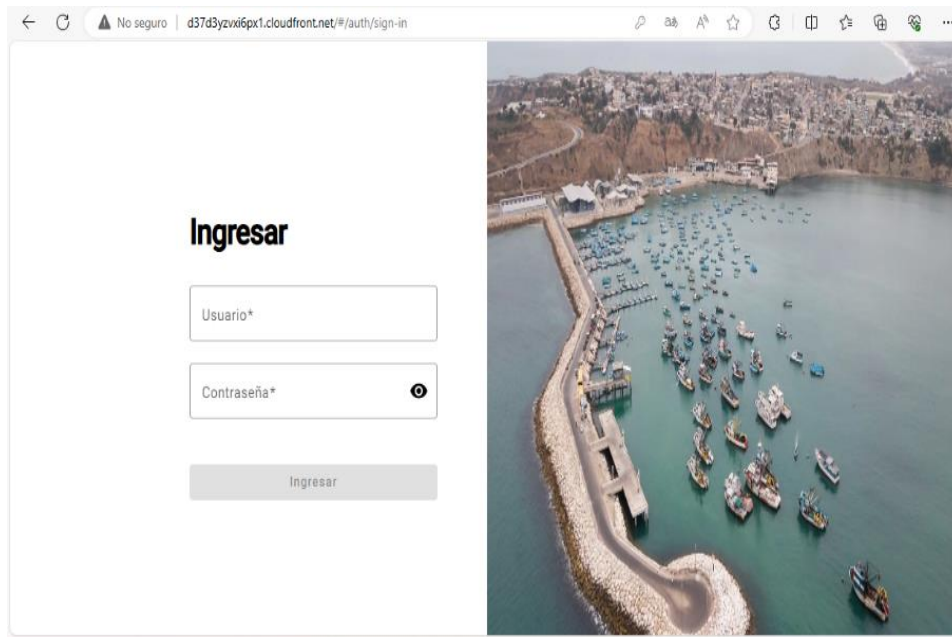 No seguro d37d3yzvxi6px1.cloudfront.net/#/auth/sign-in
Ingresar
Usuario*
Contraseña*
Ingresar